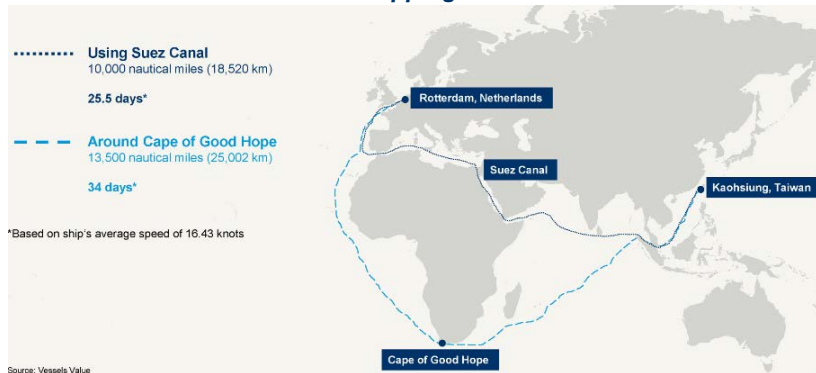 Using Suez Canal
10,000 nautical miles (18,520 km)
25.5 days*
Around Cape of Good Hope
13,500 nautical miles (25,002 km)
34 days*
*Based on ship's average speed of 16.43 knots
Rotterdam, Netherlands
Suez Canal
Kaohsiung, Taiwan
Cape of Good Hope
Source: Vessels Value